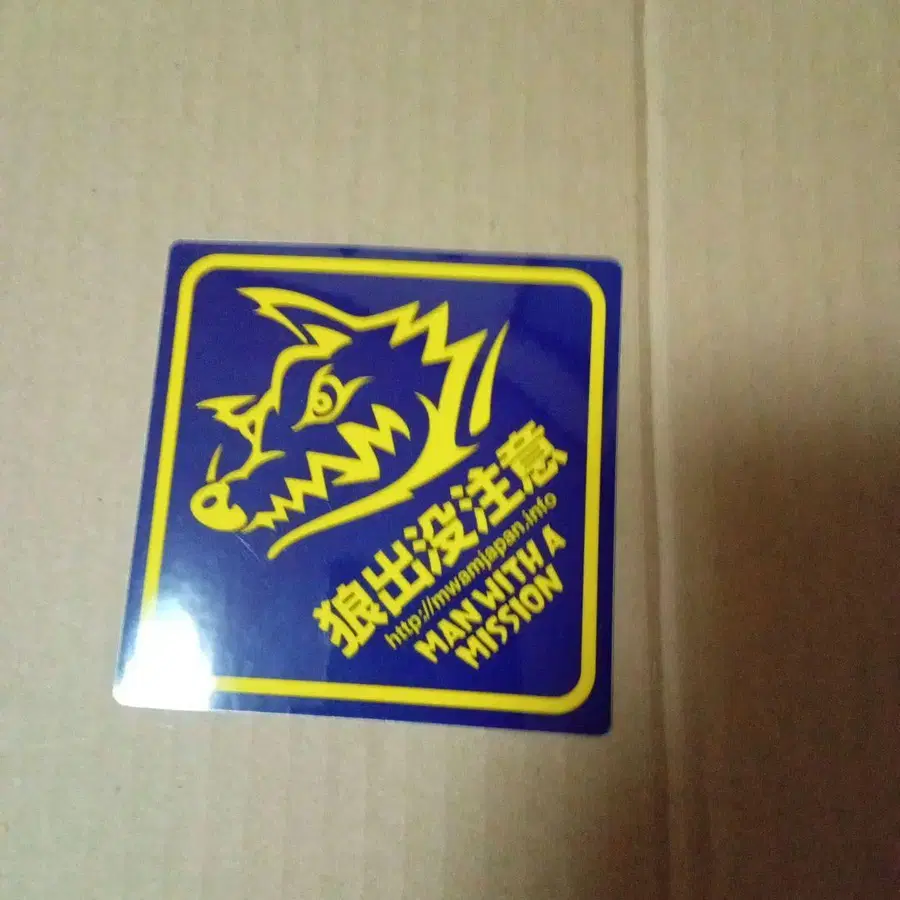 狼出没注意
http://mwamjapan.info
MAN WITH A
MISSION